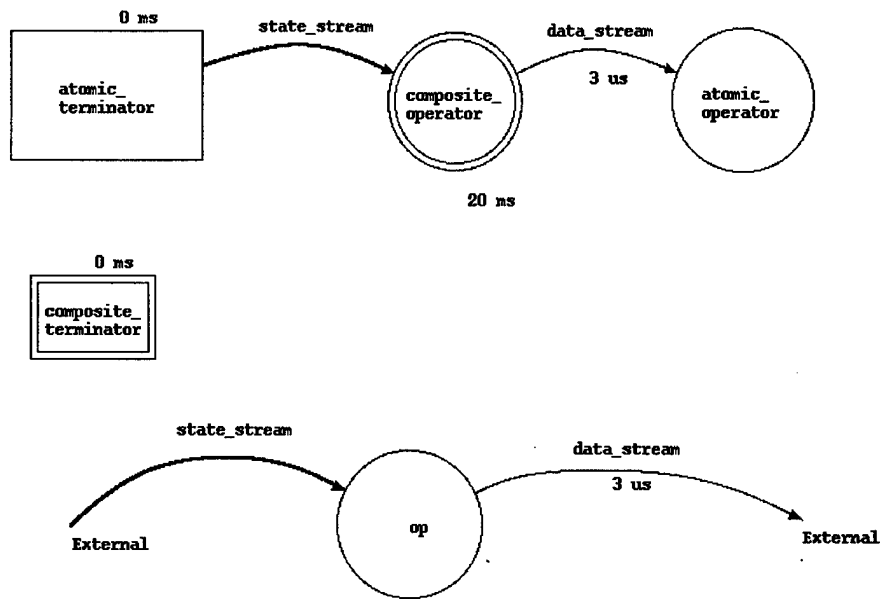 0 ms
state_stream
data_stream
atomic_
terminator
composite_
operator
3 us
atomic_
operator
20 ms
0 ms
composite_
terminator
state_stream
data_stream
3 us
op
External
External